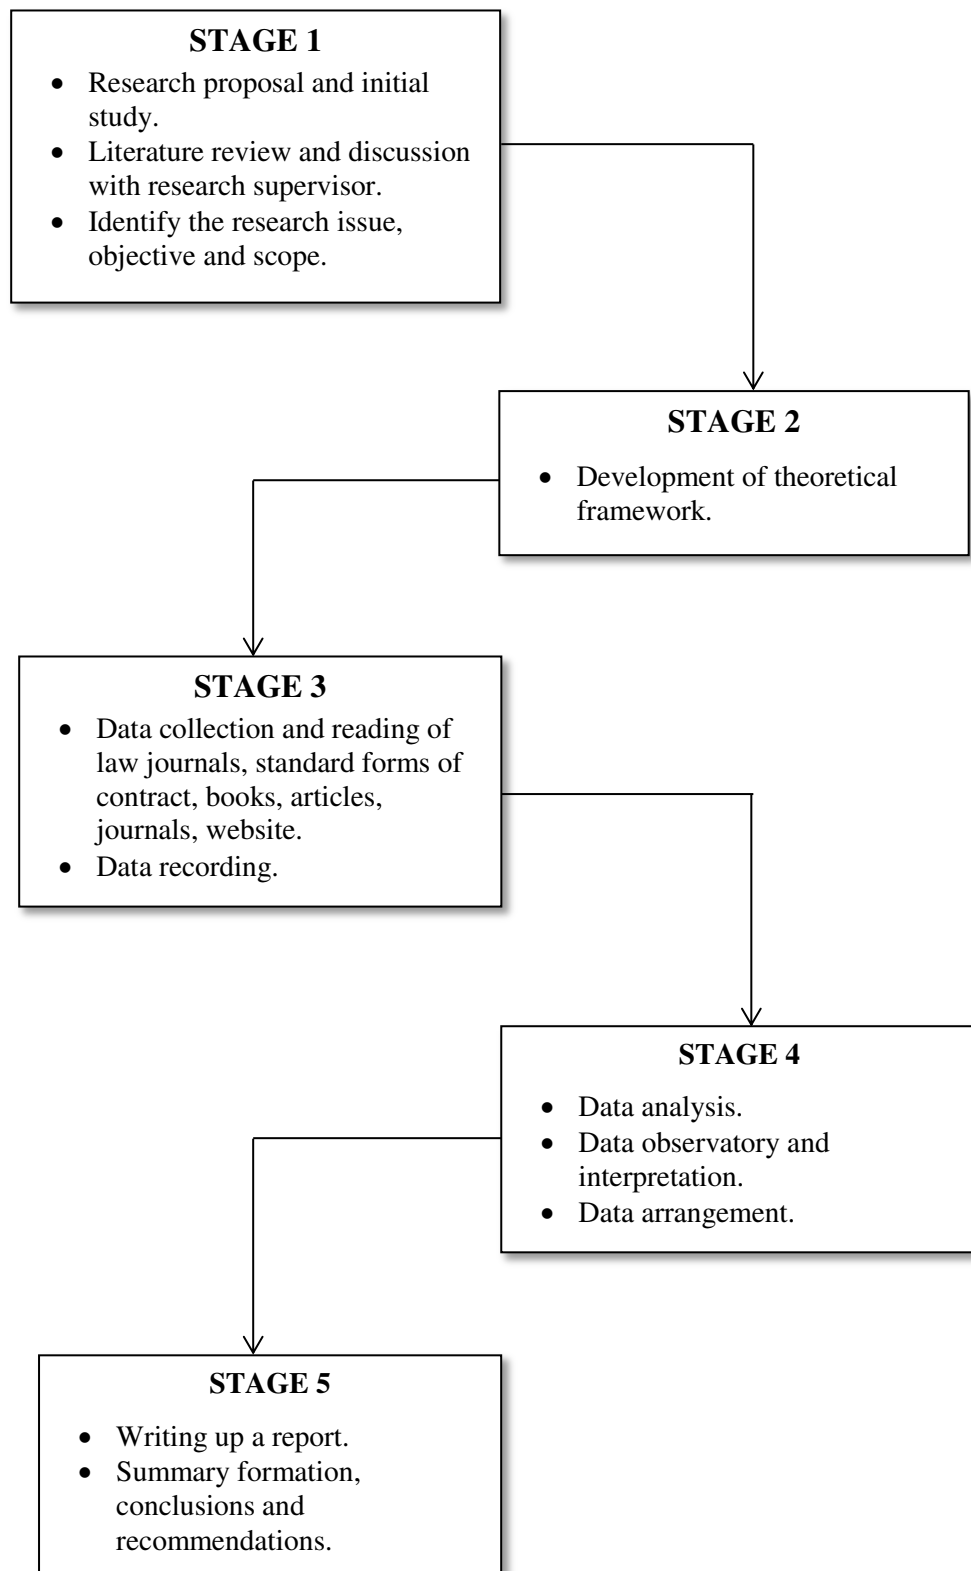 STAGE 1
• Research proposal and initial
study.
• Literature review and discussion
with research supervisor.
• Identify the research issue,
objective and scope.
STAGE 2
• Development of theoretical
framework.
STAGE 3
• Data collection and reading of
law journals, standard forms of
contract, books, articles,
journals, website.
• Data recording.
STAGE 4
• Data analysis.
• Data observatory and
interpretation.
• Data arrangement.
STAGE 5
• Writing up a report.
• Summary formation,
conclusions and
recommendations.